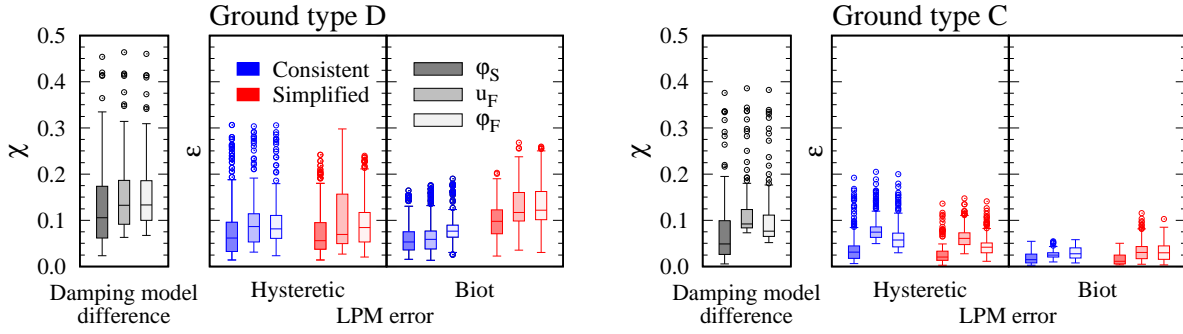 Ground type D
0.5
0.4
0.3
0.2
0.1
0.0
χ
ε
Consistent
Simplified
φS
uF
φF
Damping model
difference
Hysteretic
Biot
LPM error
Ground type C
0.5
0.4
0.3
0.2
0.1
0.0
χ
ε
Damping model
difference
Hysteretic
Biot
LPM error